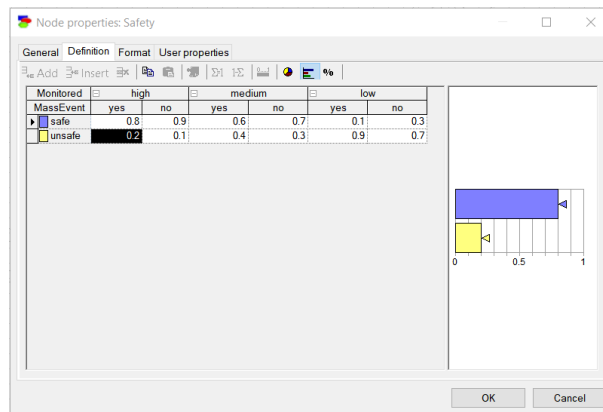 Node properties: Safety
General Definition Format User properties
Add Insert Σ=1 1-Σ %
Monitored high medium low
MassEvent yes no yes no yes no
safe 0.8 0.9 0.6 0.7 0.1 0.3
unsafe 0.2 0.1 0.4 0.3 0.9 0.7
0 0.5 1
OK Cancel